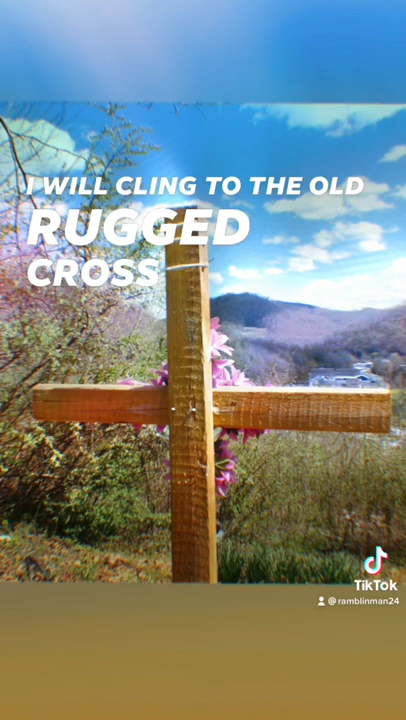 I WILL CLING TO THE OLD
RUGGED
CROSS
TikTok
@ramblinman24